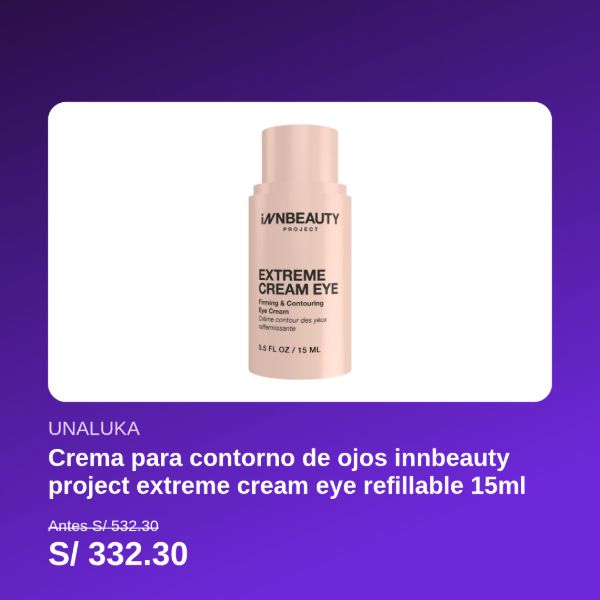 iNNBEAUTY
PROJECT
EXTREME
CREAM EYE
Firming & Contouring
Eye Cream
Crème contour des yeux
raffermissante
0.5 FL OZ / 15 ML
UNALUKA
Crema para contorno de ojos innbeauty
project extreme cream eye refillable 15ml
Antes S/ 532.30
S/ 332.30